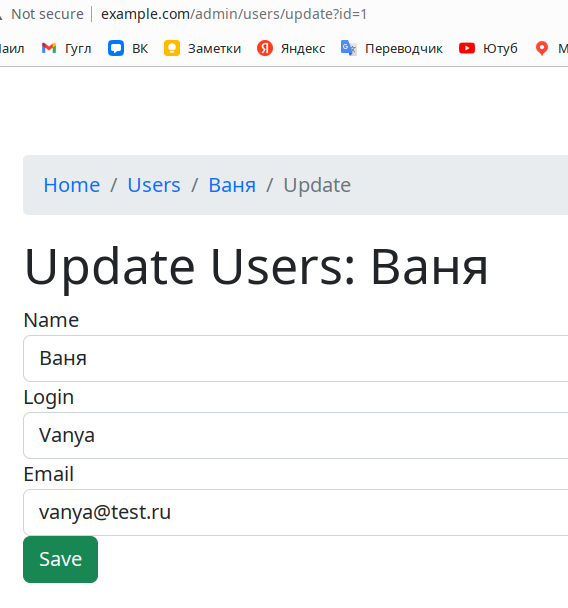 Not secure | example.com/admin/users/update?id=1
Гугл ВК Заметки Яндекс Переводчик Ютуб
Home / Users / Ваня / Update
Update Users: Ваня
Name
Ваня
Login
Vanya
Email
vanya@test.ru
Save